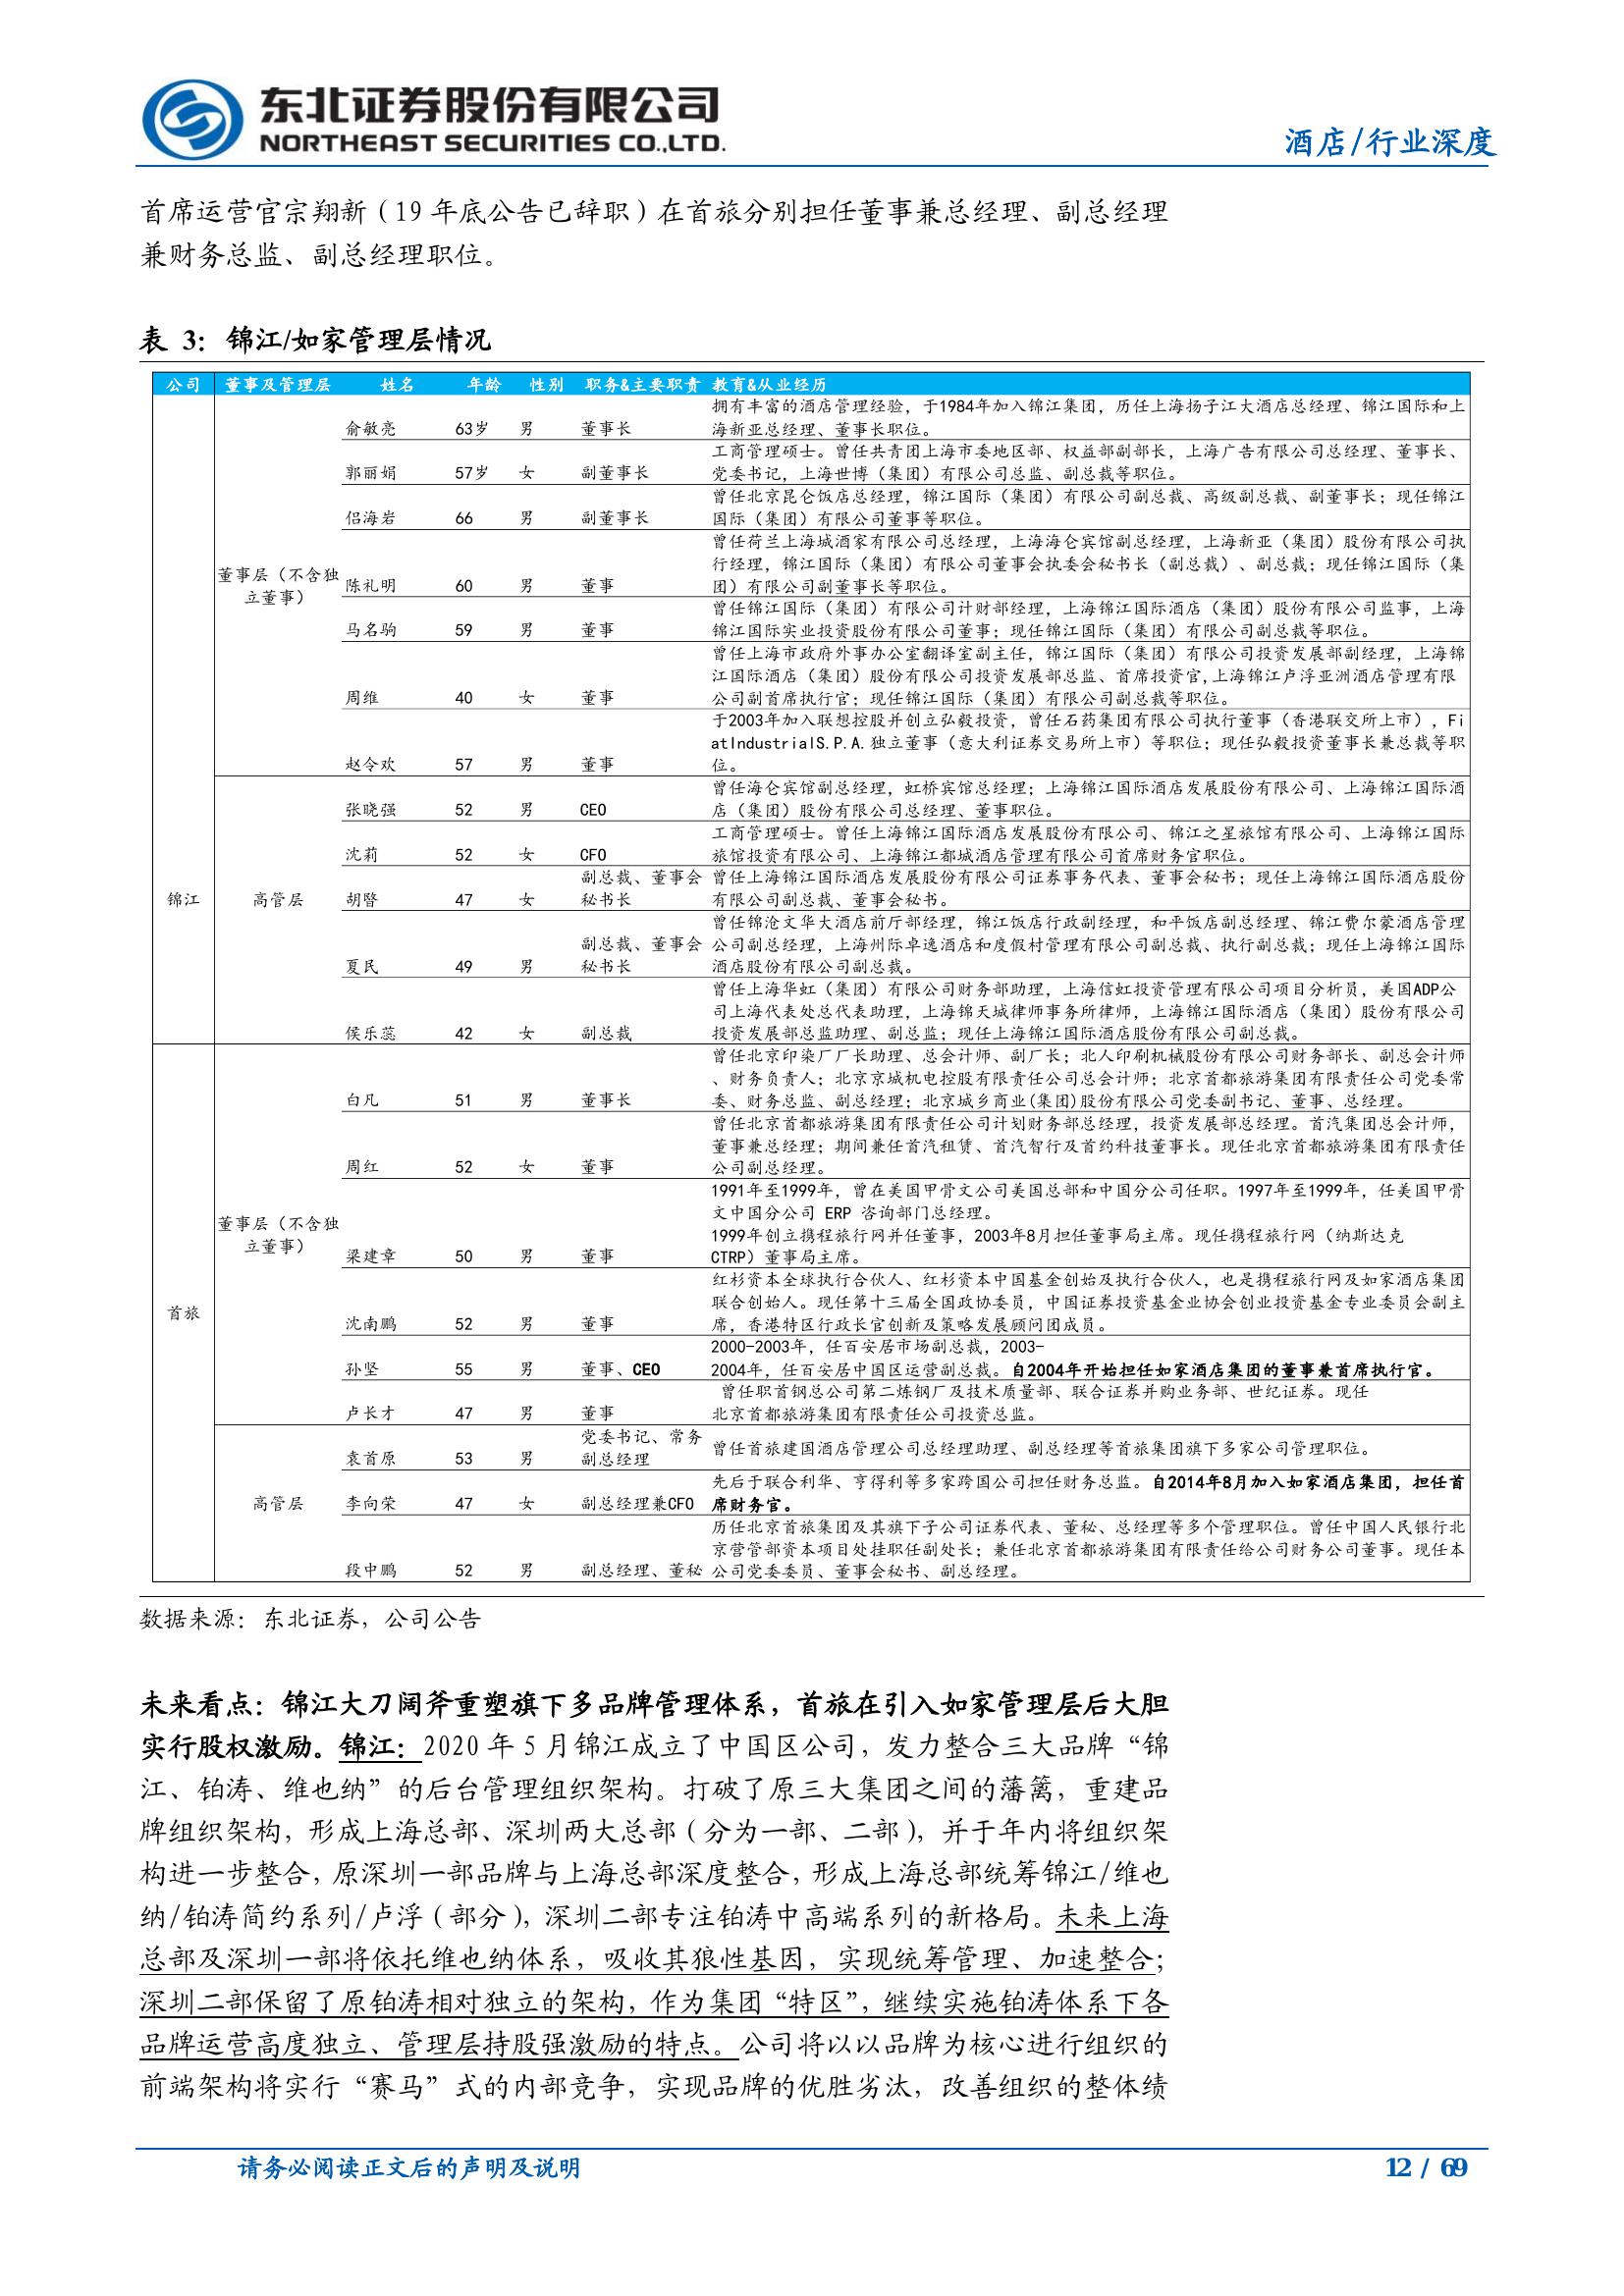 东北证券股份有限公司
NORTHEAST SECURITIES CO.,LTD.
酒店/行业深度
首席运营官宗翔新（19 年底公告已辞职）在首旅分别担任董事兼总经理、副总经理
兼财务总监、副总经理职位。
表 3：锦江/如家管理层情况
公司 董事及管理层 姓名 年龄 性别 职务&主要职责 教育&从业经历
拥有丰富的酒店管理经验，于1984年加入锦江集团，历任上海扬子江大酒店总经理、锦江国际和上
俞敏亮 63岁 男 董事长 海新亚总经理、董事长职位。
工商管理硕士。曾任共青团上海市委地区部、权益部副部长，上海广告有限公司总经理、董事长、
郭丽娟 57岁 女 副董事长 党委书记，上海世博（集团）有限公司总监、副总裁等职位。
曾任北京昆仑饭店总经理，锦江国际（集团）有限公司副总裁、高级副总裁、副董事长；现任锦江
侣海岩 66 男 副董事长 国际（集团）有限公司董事等职位。
曾任荷兰上海城酒家有限公司总经理，上海海仑宾馆副总经理，上海新亚（集团）股份有限公司执
行经理，锦江国际（集团）有限公司董事会执委会秘书长（副总裁）、副总裁；现任锦江国际（集
董事层（不含独
立董事）
陈礼明 60 男 董事 团）有限公司副董事长等职位。
曾任锦江国际（集团）有限公司计财部经理，上海锦江国际酒店（集团）股份有限公司监事，上海
马名驹 59 男 董事 锦江国际实业投资股份有限公司董事；现任锦江国际（集团）有限公司副总裁等职位。
曾任上海市政府外事办公室翻译室副主任，锦江国际（集团）有限公司投资发展部副经理，上海锦
江国际酒店（集团）股份有限公司投资发展部总监、首席投资官,上海锦江卢浮亚洲酒店管理有限
周维 40 女 董事 公司副首席执行官；现任锦江国际（集团）有限公司副总裁等职位。
于2003年加入联想控股并创立弘毅投资，曾任石药集团有限公司执行董事（香港联交所上市），Fi
atIndustrialS.P.A.独立董事（意大利证券交易所上市）等职位；现任弘毅投资董事长兼总裁等职
赵令欢 57 男 董事 位。
曾任海仑宾馆副总经理，虹桥宾馆总经理；上海锦江国际酒店发展股份有限公司、上海锦江国际酒
张晓强 52 男 CEO 店（集团）股份有限公司总经理、董事职位。
工商管理硕士。曾任上海锦江国际酒店发展股份有限公司、锦江之星旅馆有限公司、上海锦江国际
沈莉 52 女 CFO 旅馆投资有限公司、上海锦江都城酒店管理有限公司首席财务官职位。
副总裁、董事会 曾任上海锦江国际酒店发展股份有限公司证券事务代表、董事会秘书；现任上海锦江国际酒店股份
锦江 高管层 胡暋 47 女 秘书长 有限公司副总裁、董事会秘书。
曾任锦沧文华大酒店前厅部经理，锦江饭店行政副经理，和平饭店副总经理、锦江费尔蒙酒店管理
副总裁、董事会 公司副总经理，上海州际卓逸酒店和度假村管理有限公司副总裁、执行副总裁；现任上海锦江国际
夏民 49 男 秘书长 酒店股份有限公司副总裁。
曾任上海华虹（集团）有限公司财务部助理，上海信虹投资管理有限公司项目分析员，美国ADP公
司上海代表处总代表助理，上海锦天城律师事务所律师，上海锦江国际酒店（集团）股份有限公司
侯乐蕊 42 女 副总裁 投资发展部总监助理、副总监；现任上海锦江国际酒店股份有限公司副总裁。
曾任北京印染厂厂长助理、总会计师、副厂长；北人印刷机械股份有限公司财务部长、副总会计师
、财务负责人；北京京城机电控股有限责任公司总会计师；北京首都旅游集团有限责任公司党委常
白凡 51 男 董事长 委、财务总监、副总经理；北京城乡商业(集团)股份有限公司党委副书记、董事、总经理。
曾任北京首都旅游集团有限责任公司计划财务部总经理，投资发展部总经理。首汽集团总会计师，
董事兼总经理；期间兼任首汽租赁、首汽智行及首约科技董事长。现任北京首都旅游集团有限责任
周红 52 女 董事 公司副总经理。
1991年至1999年，曾在美国甲骨文公司美国总部和中国分公司任职。1997年至1999年，任美国甲骨
文中国分公司 ERP 咨询部门总经理。
董事层（不含独
立董事）
1999年创立携程旅行网并任董事，2003年8月担任董事局主席。现任携程旅行网（纳斯达克
梁建章 50 男 董事 CTRP）董事局主席。
红杉资本全球执行合伙人、红杉资本中国基金创始及执行合伙人，也是携程旅行网及如家酒店集团
首旅
联合创始人。现任第十三届全国政协委员，中国证券投资基金业协会创业投资基金专业委员会副主
沈南鹏 52 男 董事 席，香港特区行政长官创新及策略发展顾问团成员。
2000-2003年，任百安居市场副总裁，2003-
孙坚 55 男 董事、CEO 2004年，任百安居中国区运营副总裁。自2004年开始担任如家酒店集团的董事兼首席执行官。
曾任职首钢总公司第二炼钢厂及技术质量部、联合证券并购业务部、世纪证券。现任
卢长才 47 男 董事 北京首都旅游集团有限责任公司投资总监。
党委书记、常务
袁首原 53 男 副总经理 曾任首旅建国酒店管理公司总经理助理、副总经理等首旅集团旗下多家公司管理职位。
先后于联合利华、亨得利等多家跨国公司担任财务总监。自2014年8月加入如家酒店集团，担任首
高管层 李向荣 47 女 副总经理兼CFO 席财务官。
历任北京首旅集团及其旗下子公司证券代表、董秘、总经理等多个管理职位。曾任中国人民银行北
京营管部资本项目处挂职任副处长；兼任北京首都旅游集团有限责任给公司财务公司董事。现任本
段中鹏 52 男 副总经理、董秘 公司党委委员、董事会秘书、副总经理。
数据来源：东北证券，公司公告
未来看点：锦江大刀阔斧重塑旗下多品牌管理体系，首旅在引入如家管理层后大胆
实行股权激励。锦江：2020 年 5 月锦江成立了中国区公司，发力整合三大品牌“锦
江、铂涛、维也纳”的后台管理组织架构。打破了原三大集团之间的藩篱，重建品
牌组织架构，形成上海总部、深圳两大总部（分为一部、二部），并于年内将组织架
构进一步整合，原深圳一部品牌与上海总部深度整合，形成上海总部统筹锦江/维也
纳/铂涛简约系列/卢浮（部分），深圳二部专注铂涛中高端系列的新格局。未来上海
总部及深圳一部将依托维也纳体系，吸收其狼性基因，实现统筹管理、加速整合；
深圳二部保留了原铂涛相对独立的架构，作为集团“特区”，继续实施铂涛体系下各
品牌运营高度独立、管理层持股强激励的特点。公司将以以品牌为核心进行组织的
前端架构将实行“赛马”式的内部竞争，实现品牌的优胜劣汰，改善组织的整体绩
请务必阅读正文后的声明及说明
12 / 69